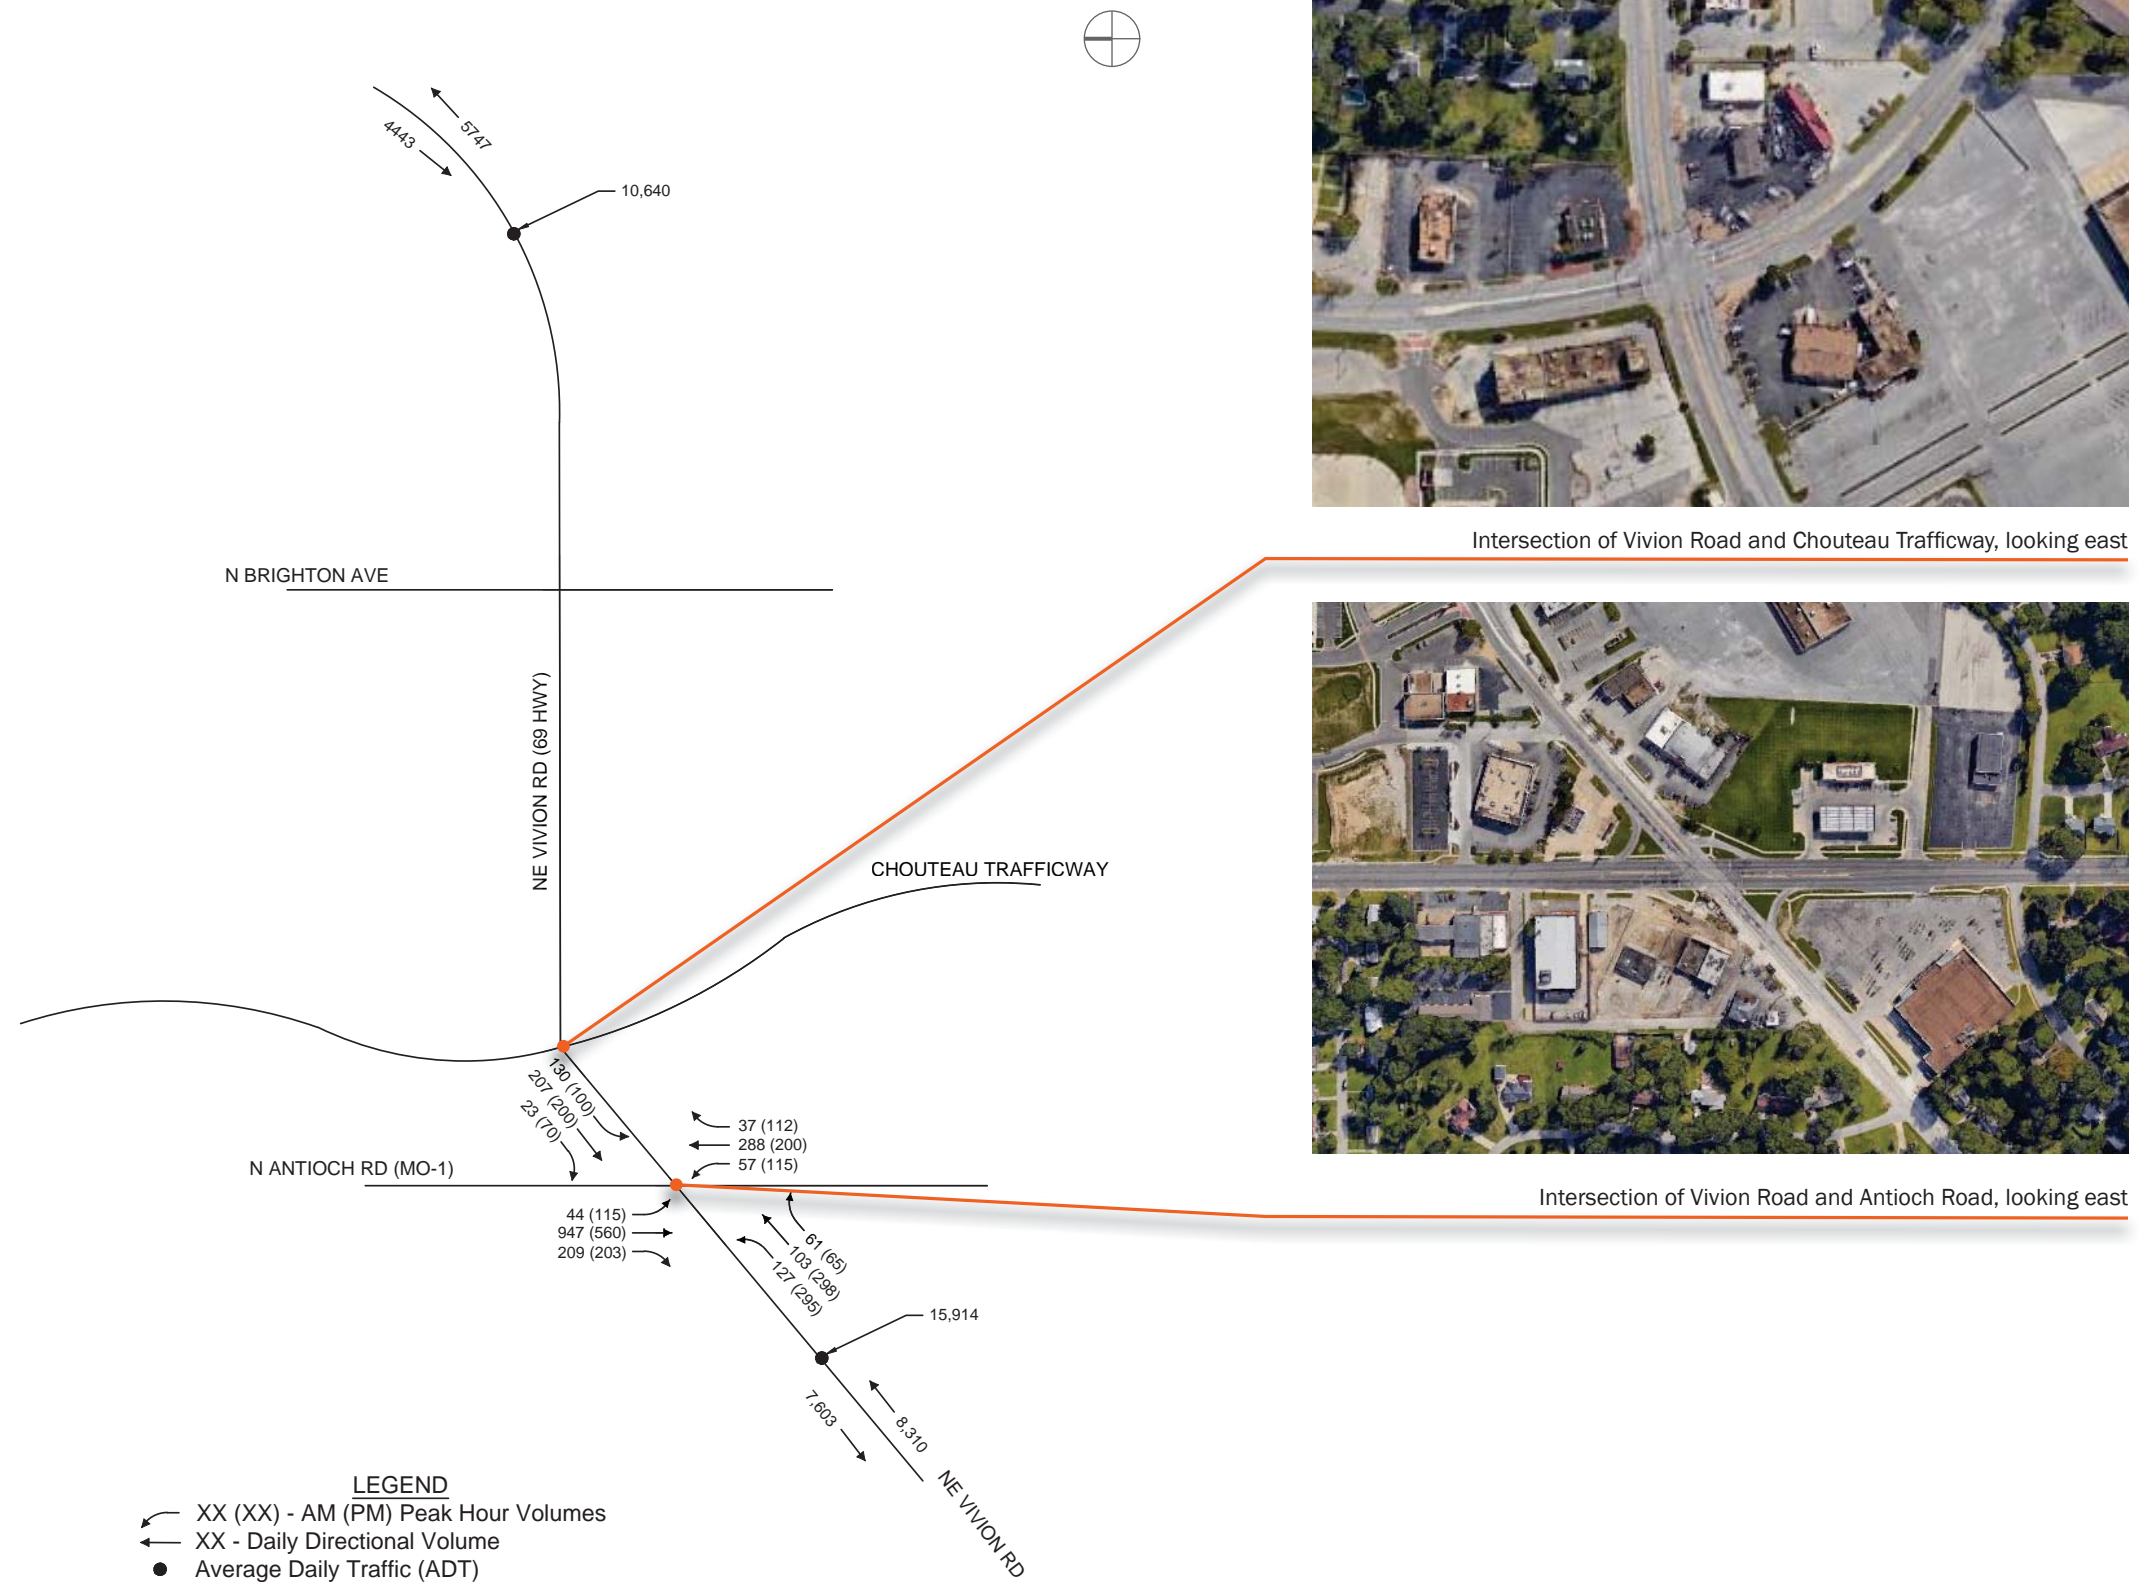 5747
4443
10,640
Intersection of Vivion Road and Chouteau Trafficway, looking east
N BRIGHTON AVE
NE VIVION RD (69 HWY)
CHOUTEAU TRAFFICWAY
130 (100)
207 (200)
23 (70)
37 (112)
288 (200)
57 (115)
N ANTIOCH RD (MO-1)
Intersection of Vivion Road and Antioch Road, looking east
44 (115)
947 (560)
209 (203)
61 (65)
103 (298)
127 (295)
15,914
7,603
8,310
NE VIVION RD
LEGEND
XX (XX) - AM (PM) Peak Hour Volumes
XX - Daily Directional Volume
Average Daily Traffic (ADT)